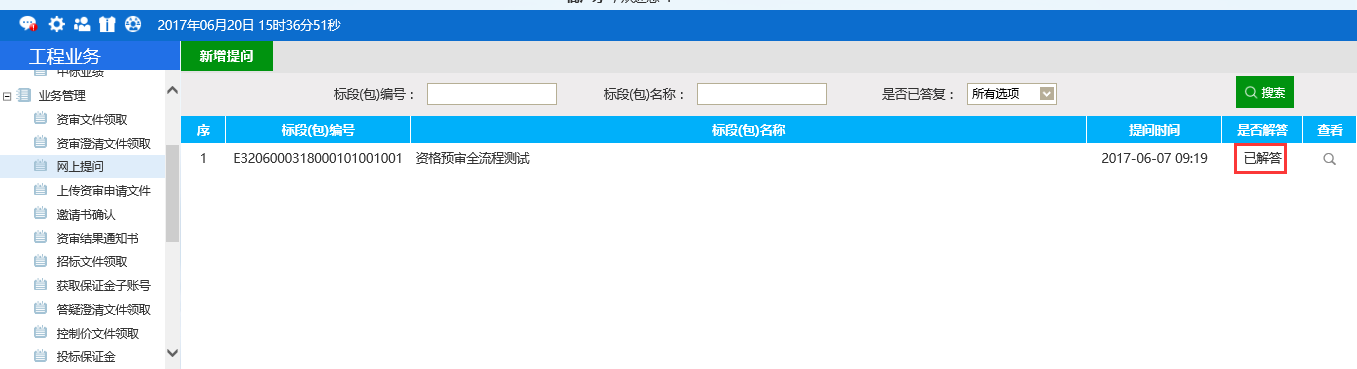 2017年06月20日 15时36分51秒
工程业务
新增提问
中标业绩
业务管理
资审文件领取
资审澄清文件领取
网上提问
上传资审申请文件
邀请书确认
资审结果通知书
招标文件领取
获取保证金子账号
答疑澄清文件领取
控制价文件领取
投标保证金
标段(包)编号： 标段(包)名称： 是否已答复： 所有选项 搜索
序 标段(包)编号 标段(包)名称 提问时间 是否解答 查看
1 E3206000318000101001001 资格预审全流程测试 2017-06-07 09:19 已解答